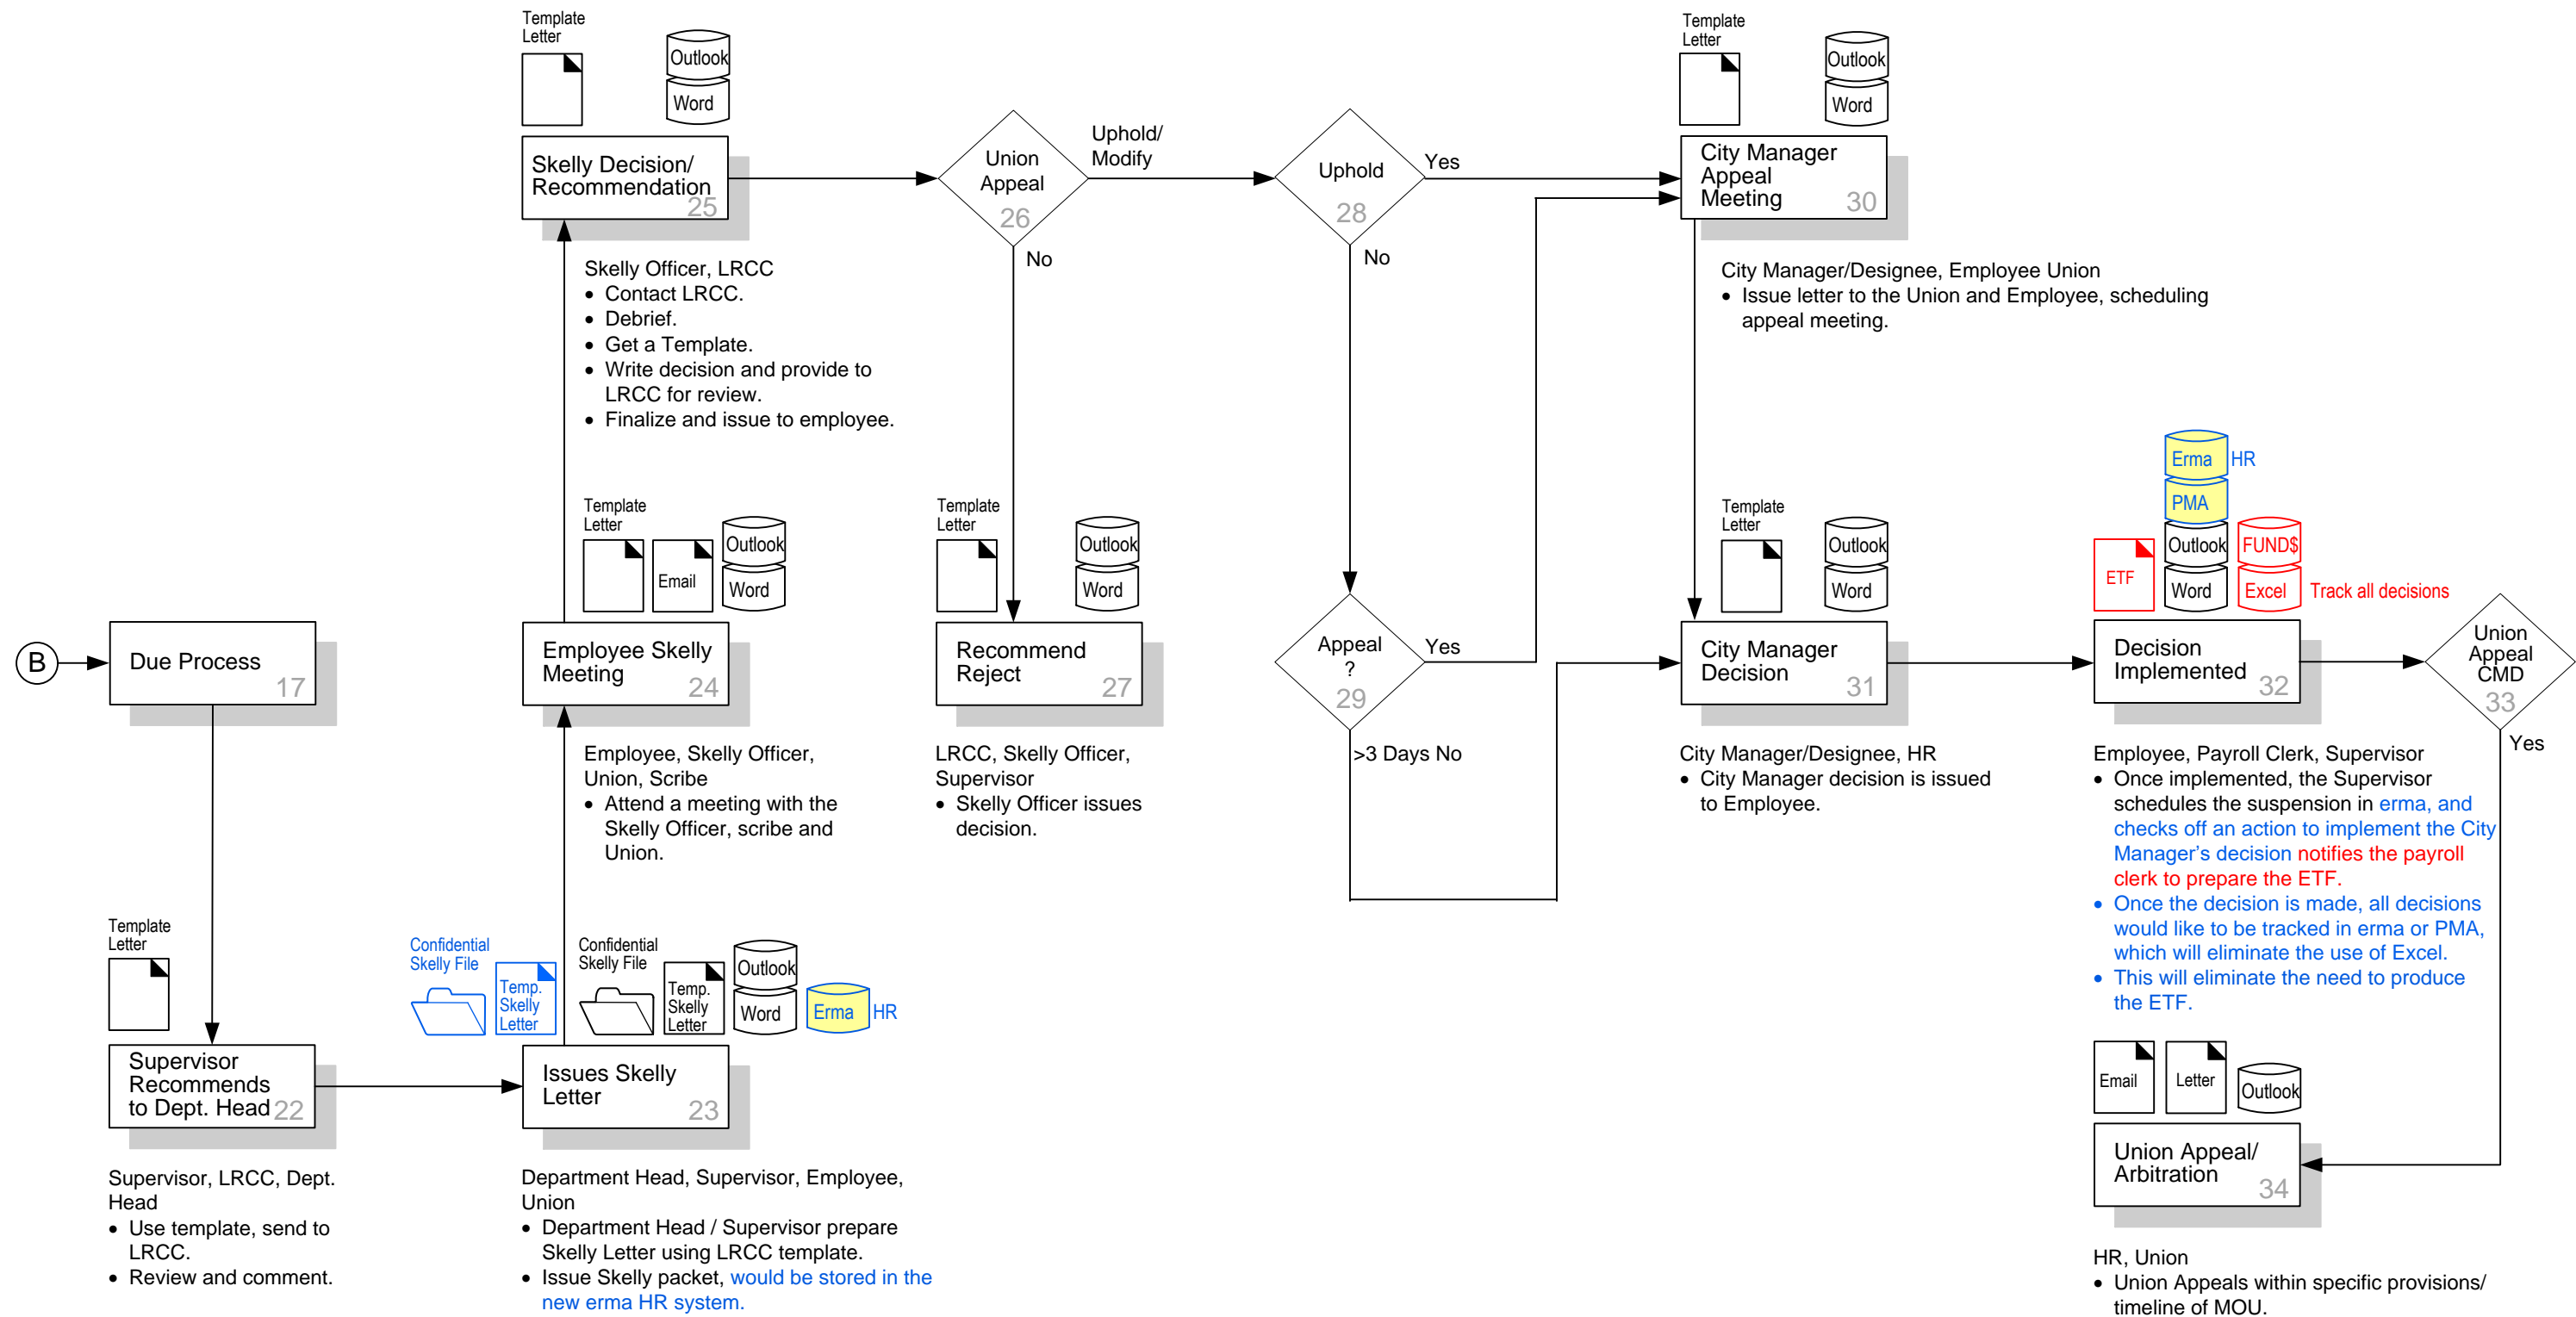 Template
Letter
Outlook
Word
Skelly Decision/
Recommendation
25
Skelly Officer, LRCC
• Contact LRCC.
• Debrief.
• Get a Template.
• Write decision and provide to
LRCC for review.
• Finalize and issue to employee.
Union
Appeal
26
Uphold/
Modify
No
Uphold
28
Yes
No
Template
Letter
Outlook
Word
City Manager
Appeal
Meeting
30
City Manager/Designee, Employee Union
• Issue letter to the Union and Employee, scheduling
appeal meeting.
B
Due Process
17
Template
Letter
Email
Outlook
Word
Employee Skelly
Meeting
24
Employee, Skelly Officer,
Union, Scribe
• Attend a meeting with the
Skelly Officer, scribe and
Union.
Template
Letter
Outlook
Word
Recommend
Reject
27
LRCC, Skelly Officer,
Supervisor
• Skelly Officer issues
decision.
Appeal
?
29
Yes
>3 Days No
Template
Letter
Outlook
Word
City Manager
Decision
31
City Manager/Designee, HR
• City Manager decision is issued
to Employee.
Erma
HR
PMA
ETF
Outlook
Word
FUND$
Excel
Track all decisions
Decision
Implemented
32
Employee, Payroll Clerk, Supervisor
• Once implemented, the Supervisor
schedules the suspension in erma, and
checks off an action to implement the City
Manager’s decision notifies the payroll
clerk to prepare the ETF.
• Once the decision is made, all decisions
would like to be tracked in erma or PMA,
which will eliminate the use of Excel.
• This will eliminate the need to produce
the ETF.
Union
Appeal
CMD
33
Yes
Template
Letter
Supervisor
Recommends
to Dept. Head
22
Supervisor, LRCC, Dept.
Head
• Use template, send to
LRCC.
• Review and comment.
Confidential
Skelly File
Temp.
Skelly
Letter
Confidential
Skelly File
Temp.
Skelly
Letter
Outlook
Word
Erma
HR
Issues Skelly
Letter
23
Department Head, Supervisor, Employee,
Union
• Department Head / Supervisor prepare
Skelly Letter using LRCC template.
• Issue Skelly packet, would be stored in the
new erma HR system.
Email
Letter
Outlook
Union Appeal/
Arbitration
34
HR, Union
• Union Appeals within specific provisions/
timeline of MOU.